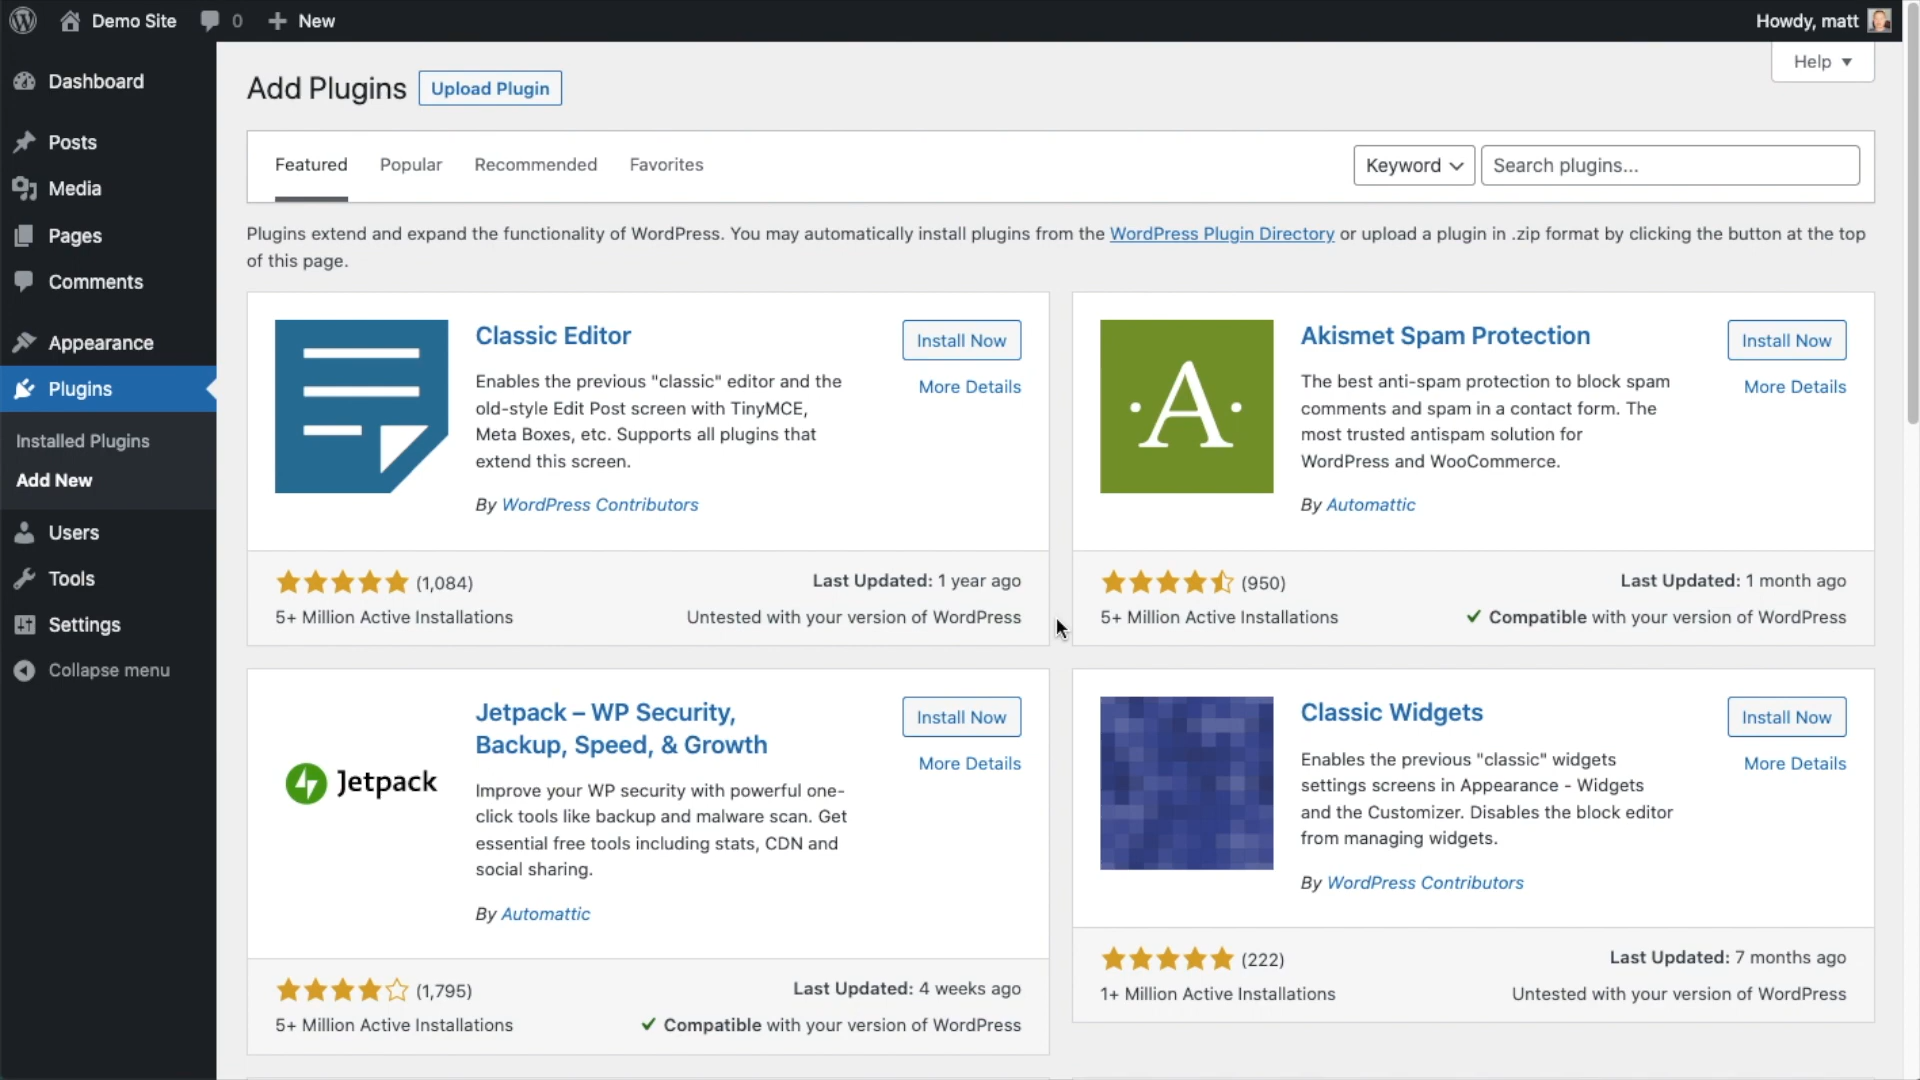 Demo Site 0 New Howdy, matt
Help
Dashboard
Posts
Media
Pages
Comments
Appearance
Plugins
Installed Plugins
Add New
Users
Tools
Settings
Collapse menu
Add Plugins Upload Plugin
Featured Popular Recommended Favorites Keyword Search plugins...
Plugins extend and expand the functionality of WordPress. You may automatically install plugins from the WordPress Plugin Directory or upload a plugin in .zip format by clicking the button at the top
of this page.
Classic Editor
Install Now
More Details
Enables the previous "classic" editor and the
old-style Edit Post screen with TinyMCE,
Meta Boxes, etc. Supports all plugins that
extend this screen.
By WordPress Contributors
(1,084)
Last Updated: 1 year ago
5+ Million Active Installations
Untested with your version of WordPress
·A·
Akismet Spam Protection
Install Now
More Details
The best anti-spam protection to block spam
comments and spam in a contact form. The
most trusted antispam solution for
WordPress and WooCommerce.
By Automattic
(950)
Last Updated: 1 month ago
5+ Million Active Installations
Compatible with your version of WordPress
Jetpack
Jetpack – WP Security,
Backup, Speed, & Growth
Install Now
More Details
Improve your WP security with powerful one-
click tools like backup and malware scan. Get
essential free tools including stats, CDN and
social sharing.
By Automattic
(1,795)
Last Updated: 4 weeks ago
5+ Million Active Installations
Compatible with your version of WordPress
Classic Widgets
Install Now
More Details
Enables the previous "classic" widgets
settings screens in Appearance - Widgets
and the Customizer. Disables the block editor
from managing widgets.
By WordPress Contributors
(222)
Last Updated: 7 months ago
1+ Million Active Installations
Untested with your version of WordPress